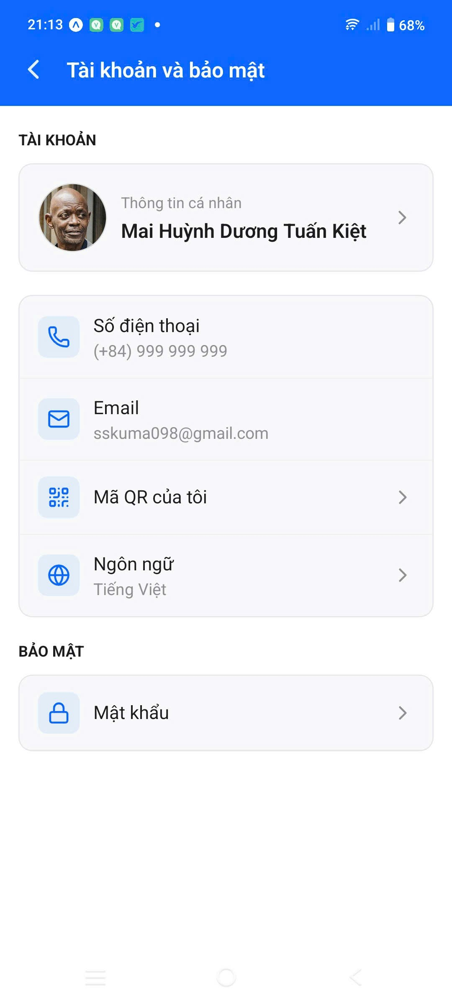 21:13
68%
Tài khoản và bảo mật
TÀI KHOẢN
Thông tin cá nhân
Mai Huỳnh Dương Tuấn Kiệt
Số điện thoại
(+84) 999 999 999
Email
sskuma098@gmail.com
Mã QR của tôi
Ngôn ngữ
Tiếng Việt
BẢO MẬT
Mật khẩu